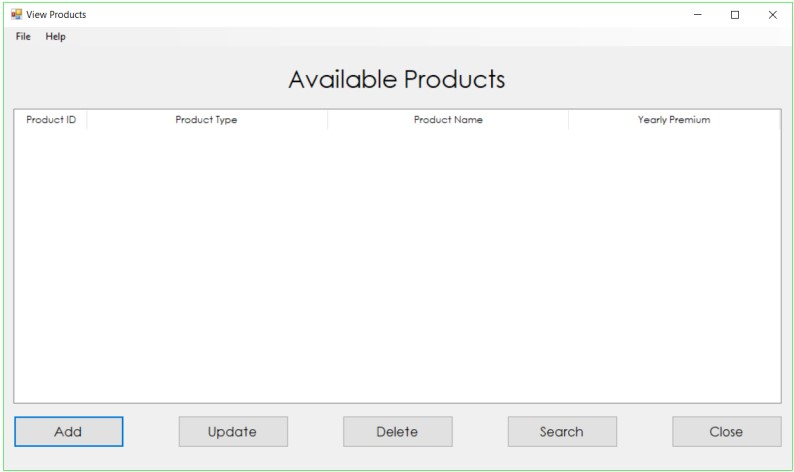 View Products
File Help
Available Products
Product ID Product Type Product Name Yearly Premium
Add Update Delete Search Close